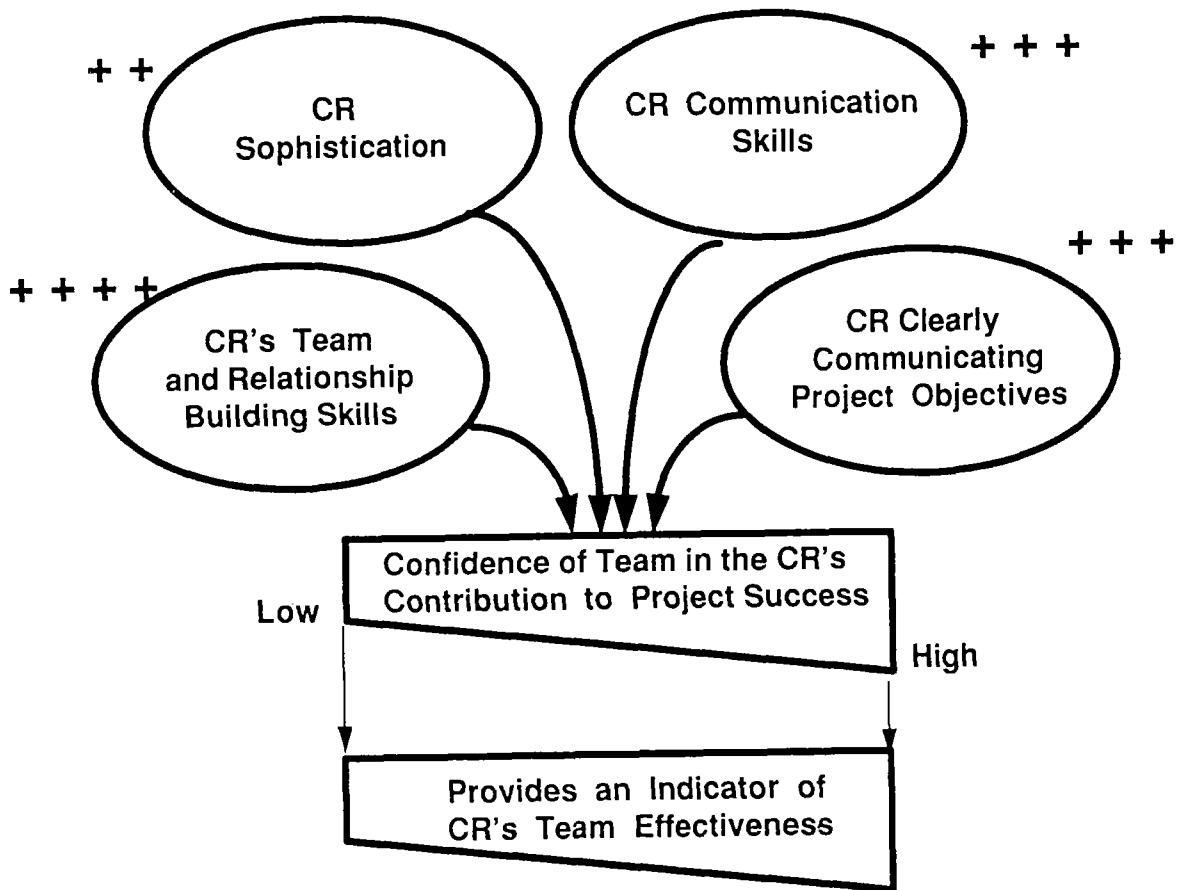 + +
CR
Sophistication
+ + +
CR Communication
Skills
+ + + +
CR's Team
and Relationship
Building Skills
+ + +
CR Clearly
Communicating
Project Objectives
Confidence of Team in the CR's
Contribution to Project Success
Low
High
Provides an Indicator of
CR's Team Effectiveness